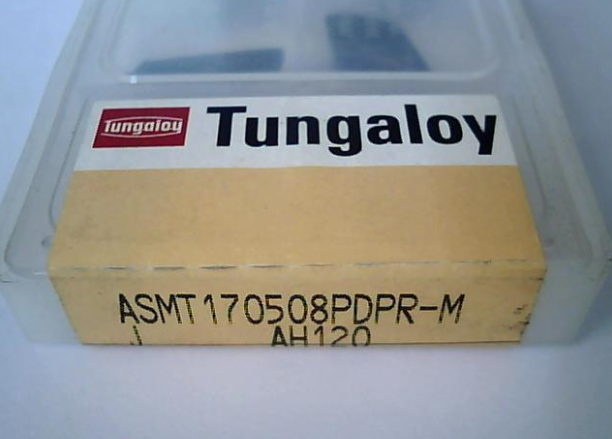 Tungaloy Tungaloy
ASMT170508PDPR-M
J AH120